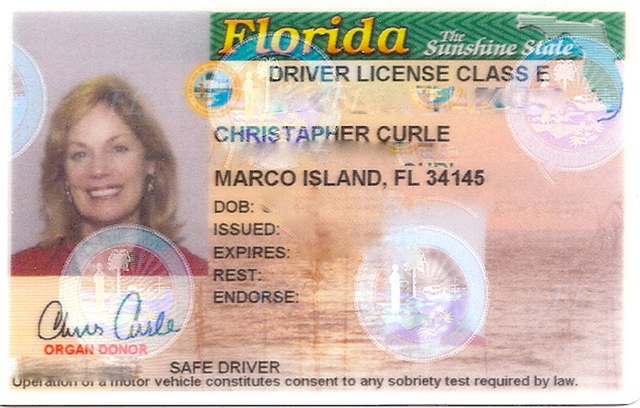 Florida The Sunshine State
DRIVER LICENSE CLASS E
CHRISTAPHER CURLE
MARCO ISLAND, FL 34145
DOB:
ISSUED:
EXPIRES:
REST:
ENDORSE:
Chris Curle
ORGAN DONOR
SAFE DRIVER
Operation of a motor vehicle constitutes consent to any sobriety test required by law.